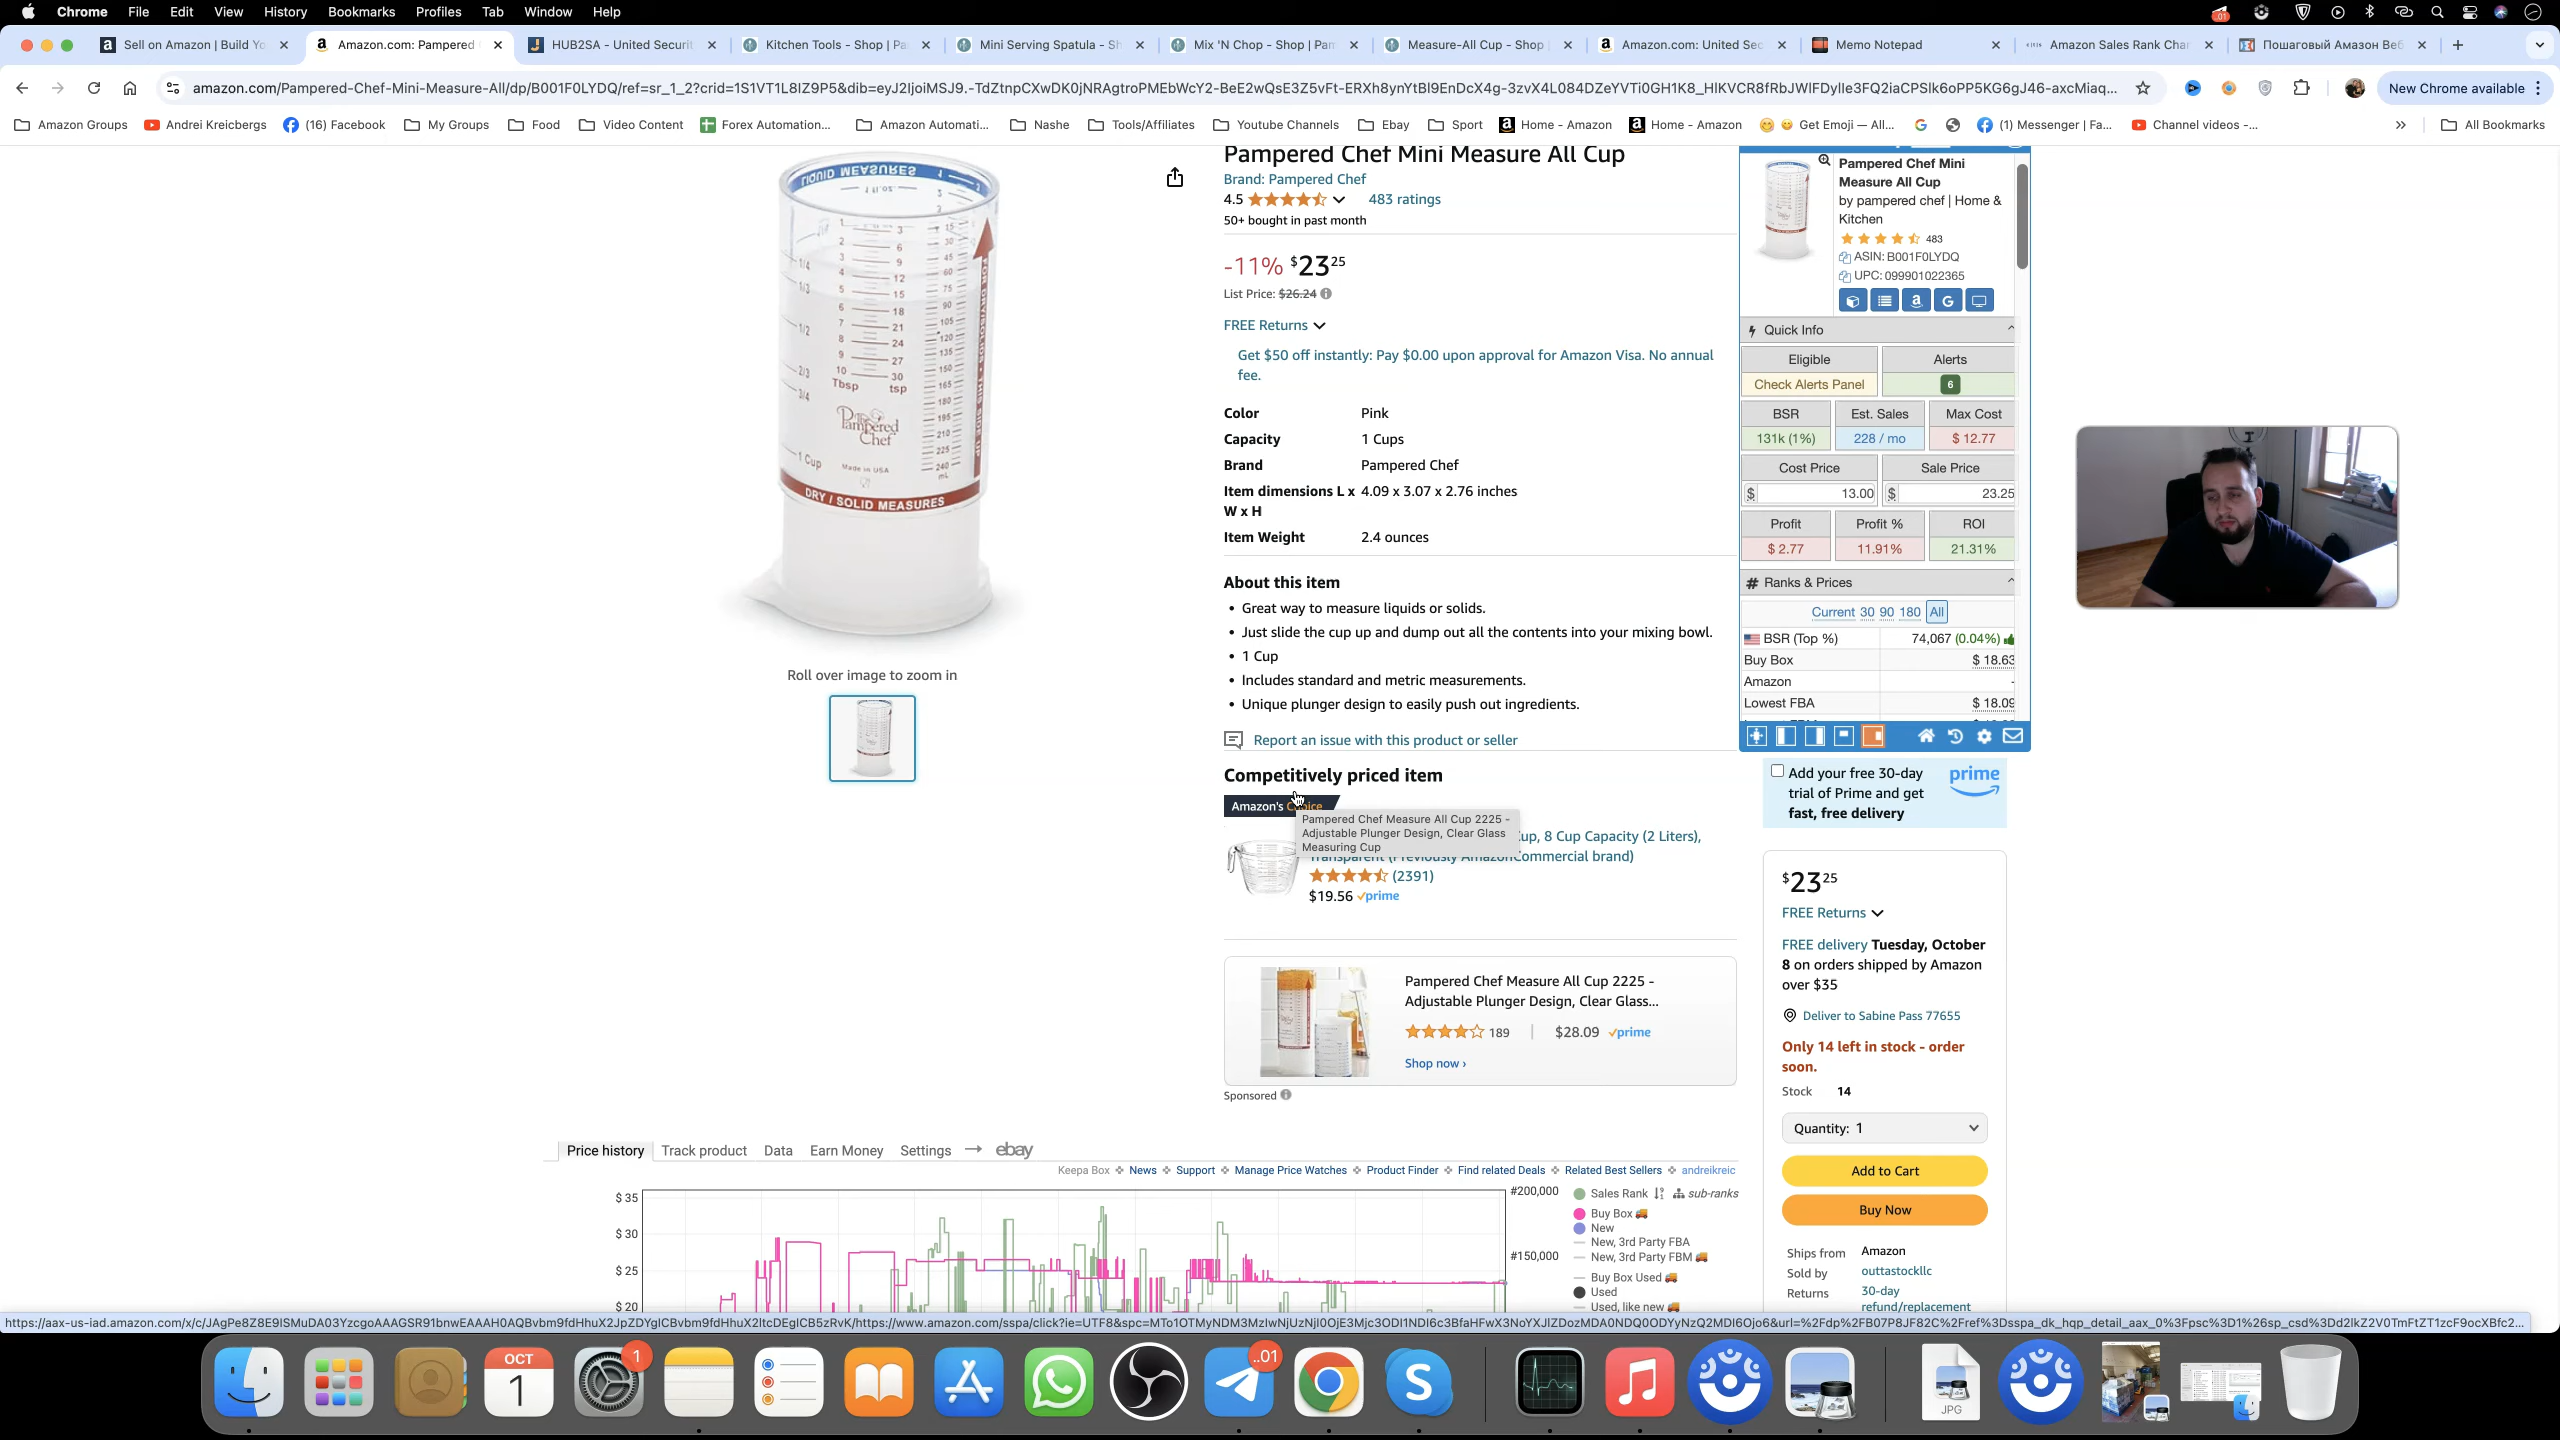 Chrome File Edit View History Bookmarks Profiles Tab Window Help
Sell on Amazon | Build Yo
Amazon.com: Pampered
HUB2SA - United Securit
Kitchen Tools - Shop | Pa
Mini Serving Spatula - Sh
Mix 'N Chop - Shop | Pam
Measure-All Cup - Shop
Amazon.com: United Sec
Memo Notepad
Amazon Sales Rank Char
Пошаговый Амазон Веб
New Chrome available
Amazon Groups
Andrei Kreicbergs
(16) Facebook
My Groups
Food
Video Content
Forex Automation...
Amazon Automati...
Nashe
Tools/Affiliates
Youtube Channels
Ebay
Sport
Home - Amazon
Home - Amazon
Get Emoji — All...
(1) Messenger | Fa...
Channel videos -...
All Bookmarks
LIQUID MEASURES
Tbsp tsp
The Pampered Chef
1 Cup
Made in USA
DRY / SOLID MEASURES
Roll over image to zoom in
Pampered Chef Mini Measure All Cup
Brand: Pampered Chef
4.5 483 ratings
50+ bought in past month
-11% $23 25
List Price: $26.24
FREE Returns
Get $50 off instantly: Pay $0.00 upon approval for Amazon Visa. No annual
fee.
Color Pink
Capacity 1 Cups
Brand Pampered Chef
Item dimensions L x 4.09 x 3.07 x 2.76 inches
W x H
Item Weight 2.4 ounces
About this item
• Great way to measure liquids or solids.
• Just slide the cup up and dump out all the contents into your mixing bowl.
• 1 Cup
• Includes standard and metric measurements.
• Unique plunger design to easily push out ingredients.
Report an issue with this product or seller
Competitively priced item
Amazon's Choice
Pampered Chef Measure All Cup 2225 -
Adjustable Plunger Design, Clear Glass
Measuring Cup
Cup, 8 Cup Capacity (2 Liters),
Transparent (Previously AmazonCommercial brand)
(2391)
$19.56 prime
Pampered Chef Measure All Cup 2225 -
Adjustable Plunger Design, Clear Glass...
189 | $28.09 prime
Shop now ›
Sponsored
Pampered Chef Mini
Measure All Cup
by pampered chef | Home &
Kitchen
483
ASIN: B001F0LYDQ
UPC: 099901022365
Quick Info
Eligible Alerts
Check Alerts Panel 6
BSR Est. Sales Max Cost
131k (1%) 228 / mo $ 12.77
Cost Price Sale Price
$ 13.00 $ 23.25
Profit Profit % ROI
$ 2.77 11.91% 21.31%
Ranks & Prices
Current 30 90 180 All
BSR (Top %) 74,067 (0.04%)
Buy Box $ 18.63
Amazon -
Lowest FBA $ 18.09
Add your free 30-day prime
trial of Prime and get
fast, free delivery
$23 25
FREE Returns
FREE delivery Tuesday, October
8 on orders shipped by Amazon
over $35
Deliver to Sabine Pass 77655
Only 14 left in stock - order
soon.
Stock 14
Quantity: 1
Add to Cart
Buy Now
Ships from Amazon
Sold by outtastockllc
Returns 30-day
refund/replacement
Price history Track product Data Earn Money Settings → ebay
Keepa Box News Support Manage Price Watches Product Finder Find related Deals Related Best Sellers andreikreic
$ 35
$ 30
$ 25
$ 20
#200,000
#150,000
Sales Rank sub-ranks
Buy Box
New
New, 3rd Party FBA
New, 3rd Party FBM
Buy Box Used
Used
Used, like new
OCT
1
1
..01
JPG